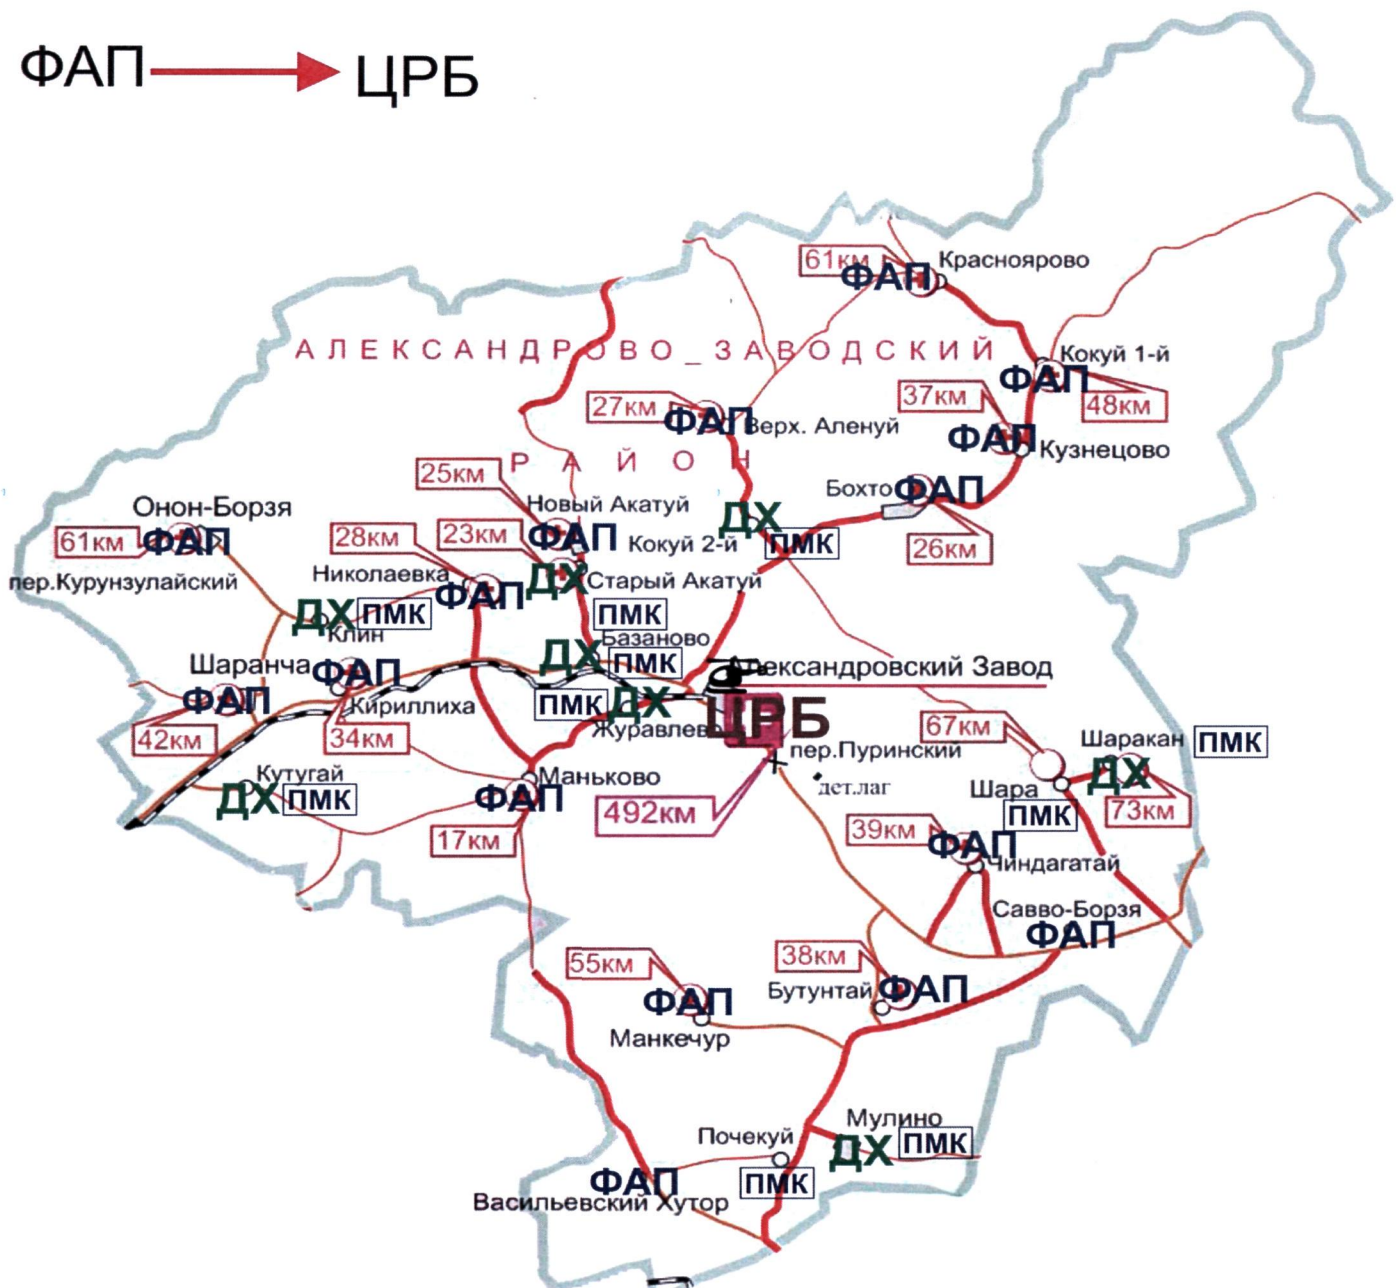 ФАП ЦРБ
61км
ФАП
Красноярово
АЛЕКСАНДРОВО_ЗАВОДСКИЙ
Кокуй 1-й
ФАП
48км
37км
27км
ФАП
Верх. Аленуй
ФАП
Кузнецово
РАЙОН
25км
Бохто
ФАП
26км
Онон-Борзя
61км
ФАП
пер.Курунзулайский
Новый Акатуй
28км
23км
ФАП
Кокуй 2-й
ДХ
ПМК
Николаевка
ФАП
ДХ
Старый Акатуй
ПМК
ДХ
ПМК
Клин
Базаново
ДХ
ПМК
Шаранча
ФАП
ФАП
Кириллиха
42км
34км
Александровский Завод
ЦРБ
ПМК
ДХ
Журавлево
пер.Пуринский
дет.лаг
492км
67км
Шаракан
ПМК
ДХ
Шара
ПМК
73км
Кутугай
ДХ
ПМК
Маньково
ФАП
17км
39км
ФАП
Чиндагатай
Савво-Борзя
ФАП
55км
ФАП
Манкечур
38км
Бутунтай
ФАП
Почекуй
ПМК
Мулино
ДХ
ПМК
ФАП
Васильевский Хутор